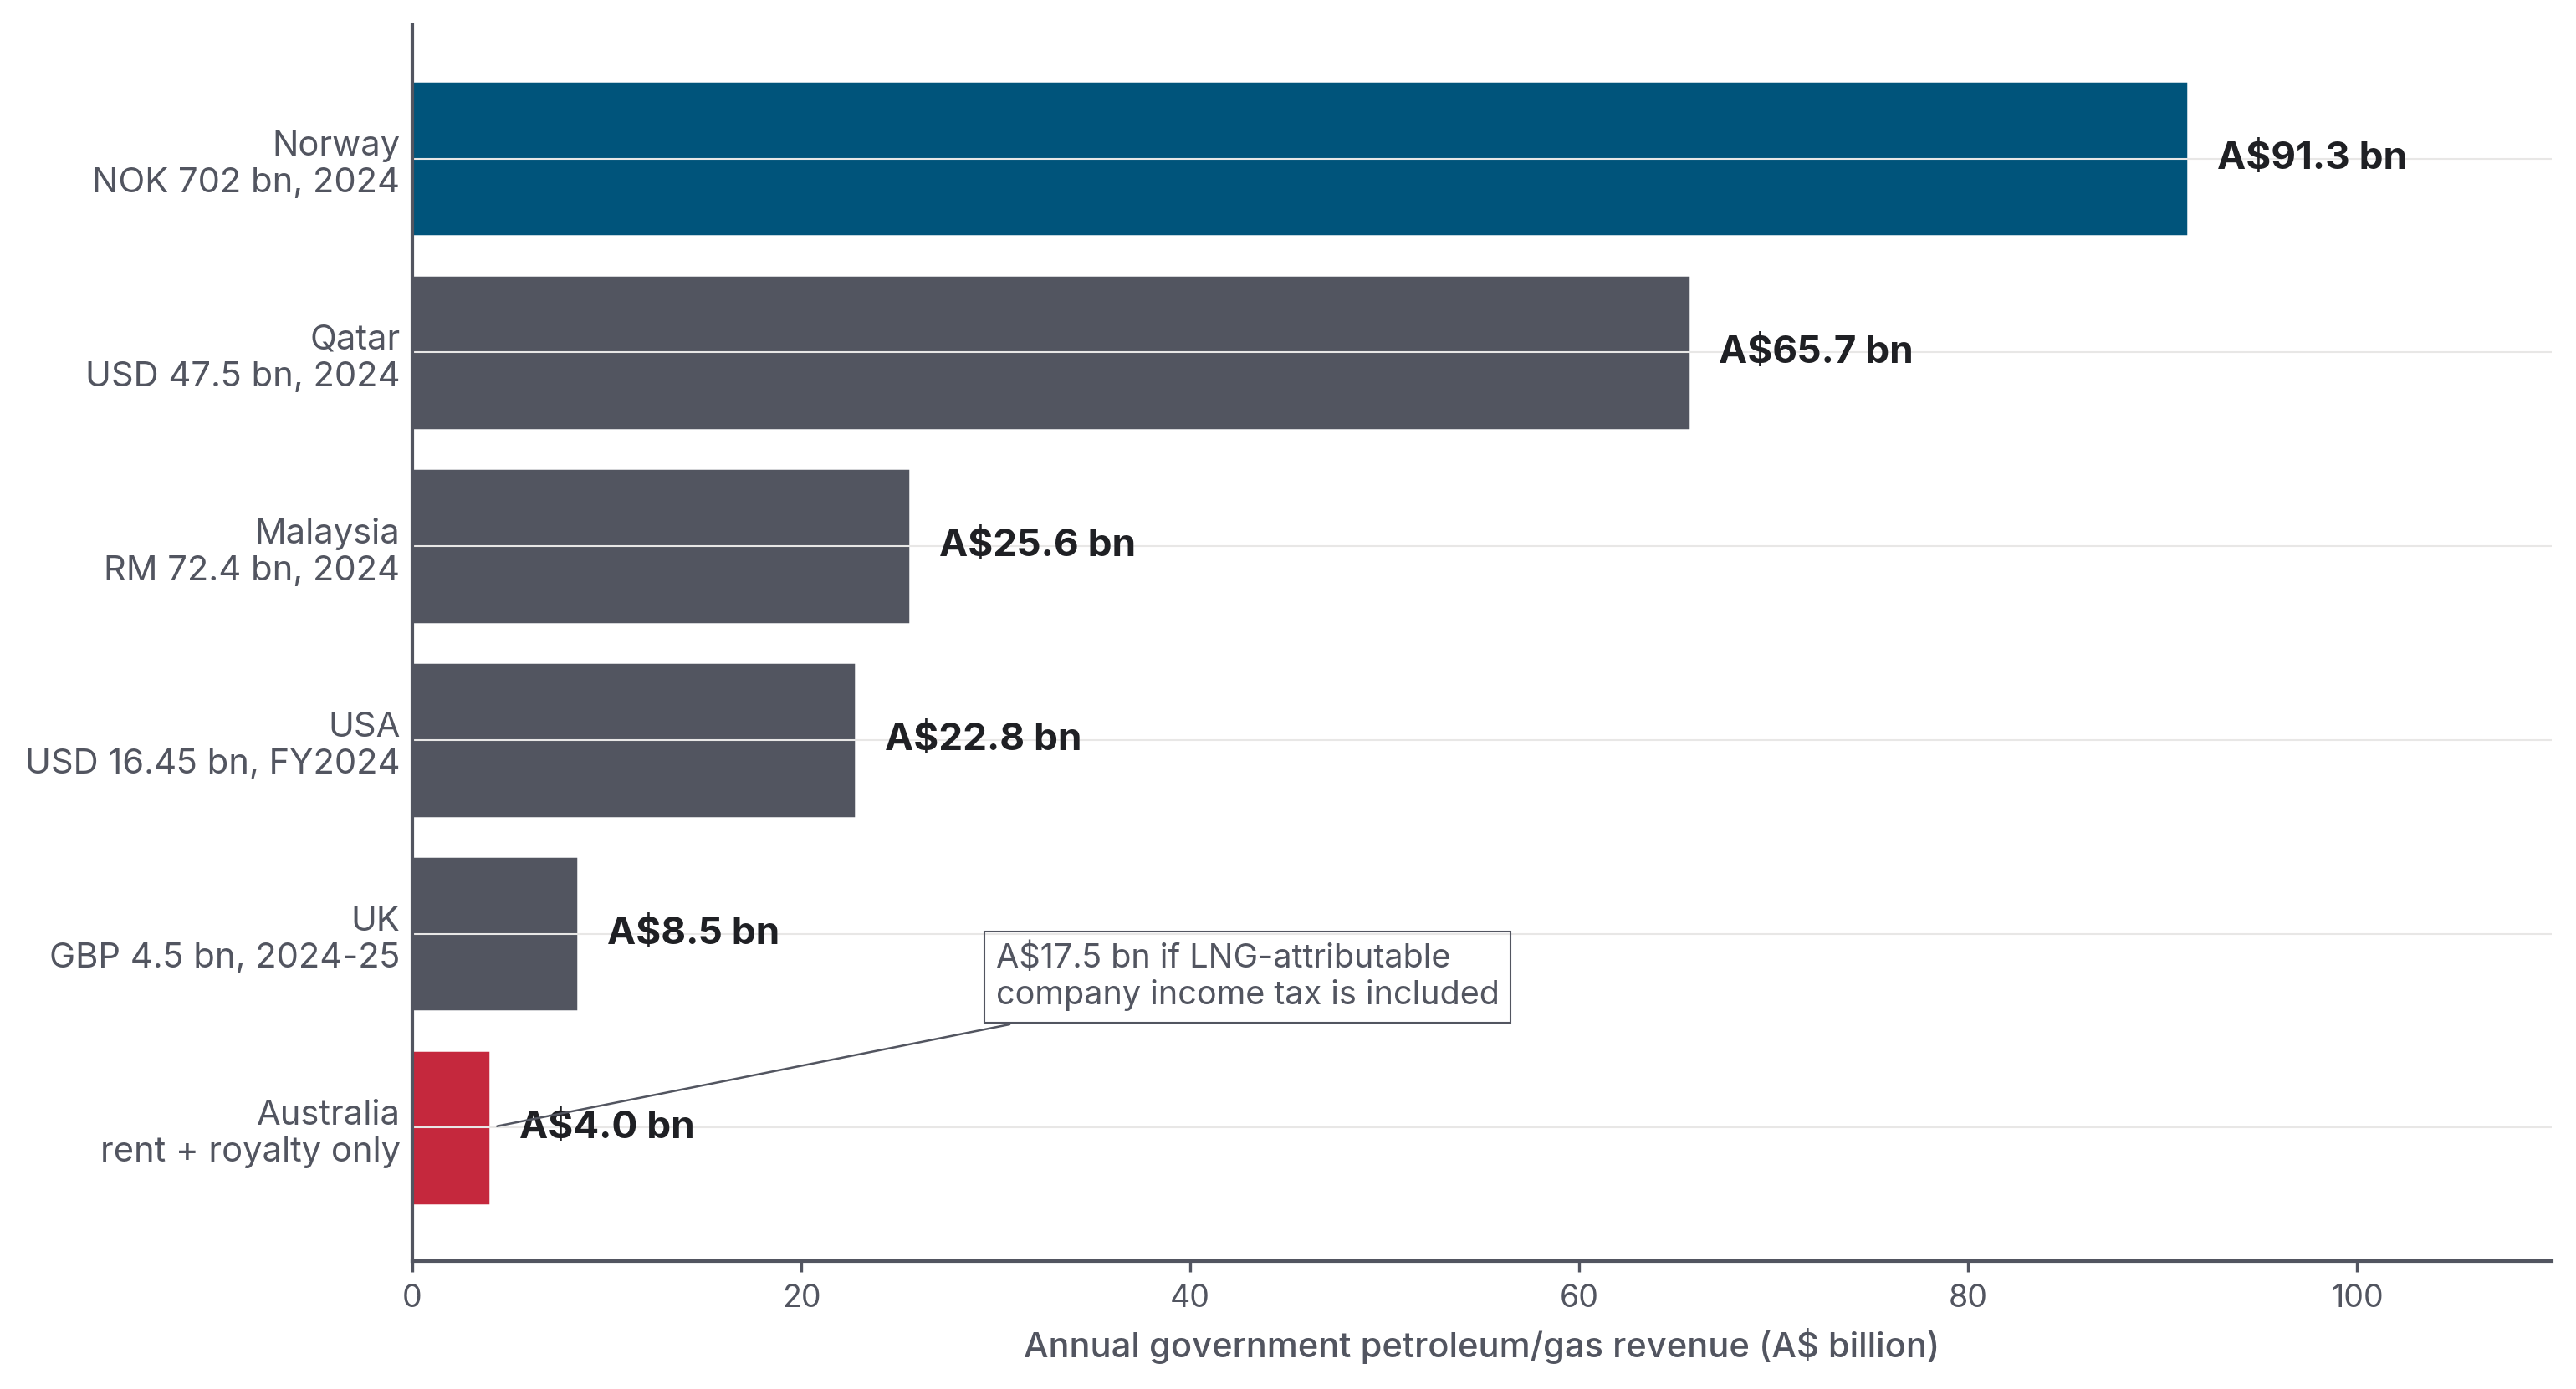 Norway
NOK 702 bn, 2024
A$91.3 bn
Qatar
USD 47.5 bn, 2024
A$65.7 bn
Malaysia
RM 72.4 bn, 2024
A$25.6 bn
USA
USD 16.45 bn, FY2024
A$22.8 bn
UK
GBP 4.5 bn, 2024-25
A$8.5 bn
A$17.5 bn if LNG-attributable
company income tax is included
Australia
rent + royalty only
A$4.0 bn
0 20 40 60 80 100
Annual government petroleum/gas revenue (A$ billion)